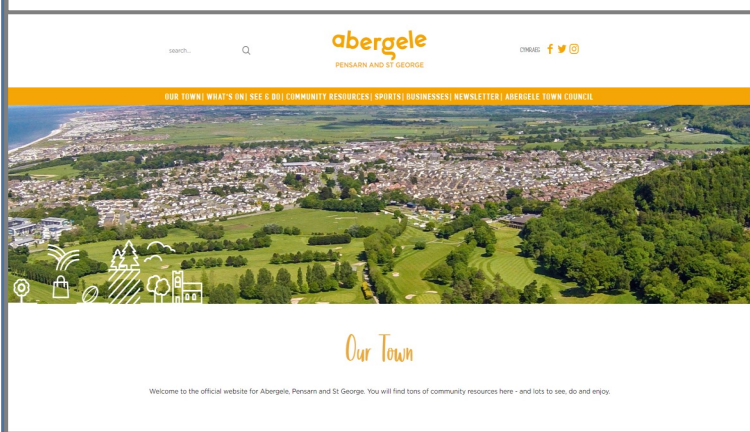 search...
abergele
PENSARN AND ST GEORGE
CYMRAEG
OUR TOWN| WHAT'S ON| SEE & DO| COMMUNITY RESOURCES| SPORTS| BUSINESSES| NEWSLETTER| ABERGELE TOWN COUNCIL
Our Town
Welcome to the official website for Abergele, Pensarn and St George. You will find tons of community resources here - and lots to see, do and enjoy.